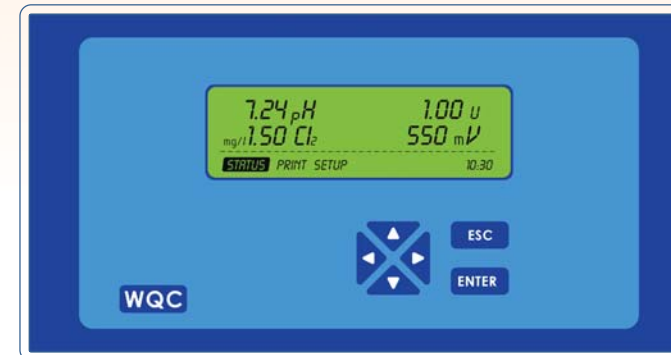 7.24 pH 1.00 u
mg/l 1.50 Cl₂ 550 mV
STATUS PRINT SETUP 10:30
ESC
ENTER
WQC